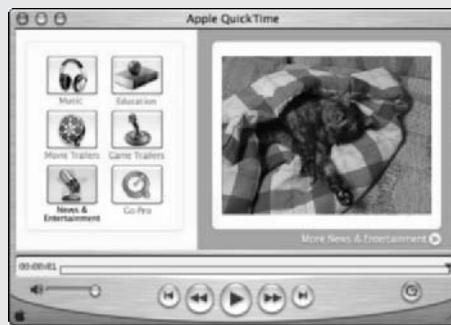 Apple QuickTime
Music
Education
Movie Trailers
Game Trailers
News &
Entertainment
Go Pro
More News & Entertainment
00:00:01